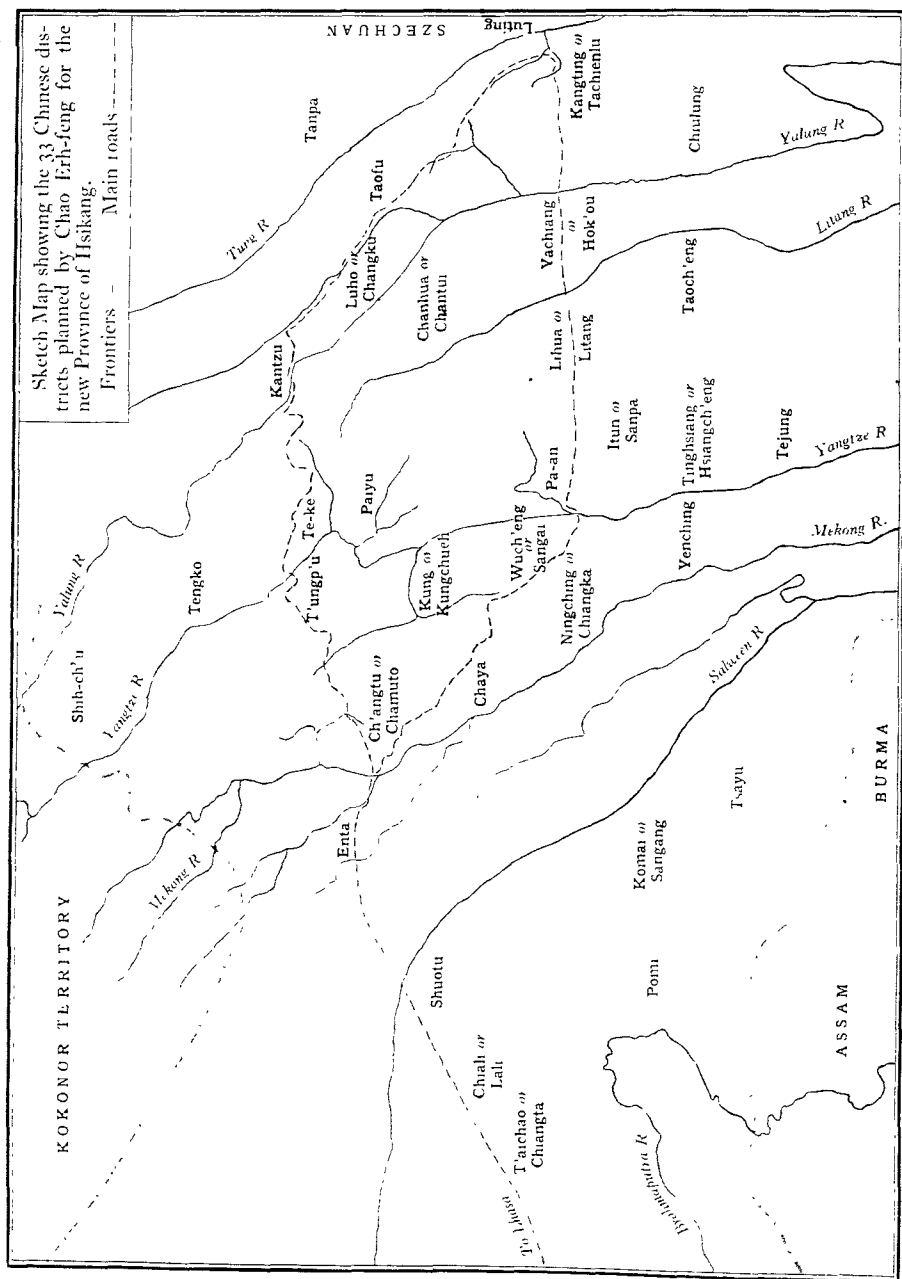 Sketch Map showing the 33 Chinese dis-
tricts planned by Chao Erh-feng for the
new Province of Hsikang.
Frontiers – Main roads -------
KOKONOR TERRITORY
SZECHUAN
Luting
Tanpa
Tung R
Taofu
Kangting or
Tachienlu
Chiulung
Yalung R
Litang R
Luho or
Changku
Chanhua or
Chantui
Yachiang
or
Hok'ou
Taoch'eng
Kantzu
Lihua or
Litang
Itun or
Sanpa
Tinghsiang or
Hsiangch'eng
Tejung
Yangtze R
Yalung R
Tengko
Te-ke
Paiyu
Pa-an
T'ungp'u
Kung or
Kungchueh
Wuch'eng
or
Sangai
Ningching or
Chiangka
Yenching
Mekong R.
Shih-ch'u
Yangtze R
Ch'angtu or
Chamuto
Chaya
Salween R
Mekong R
Enta
Tsayu
BURMA
Komai or
Sangang
Shuotu
Pomi
ASSAM
Chiali or
Lali
T'aichao or
Chiangta
To Lhasa
Brahmaputra R